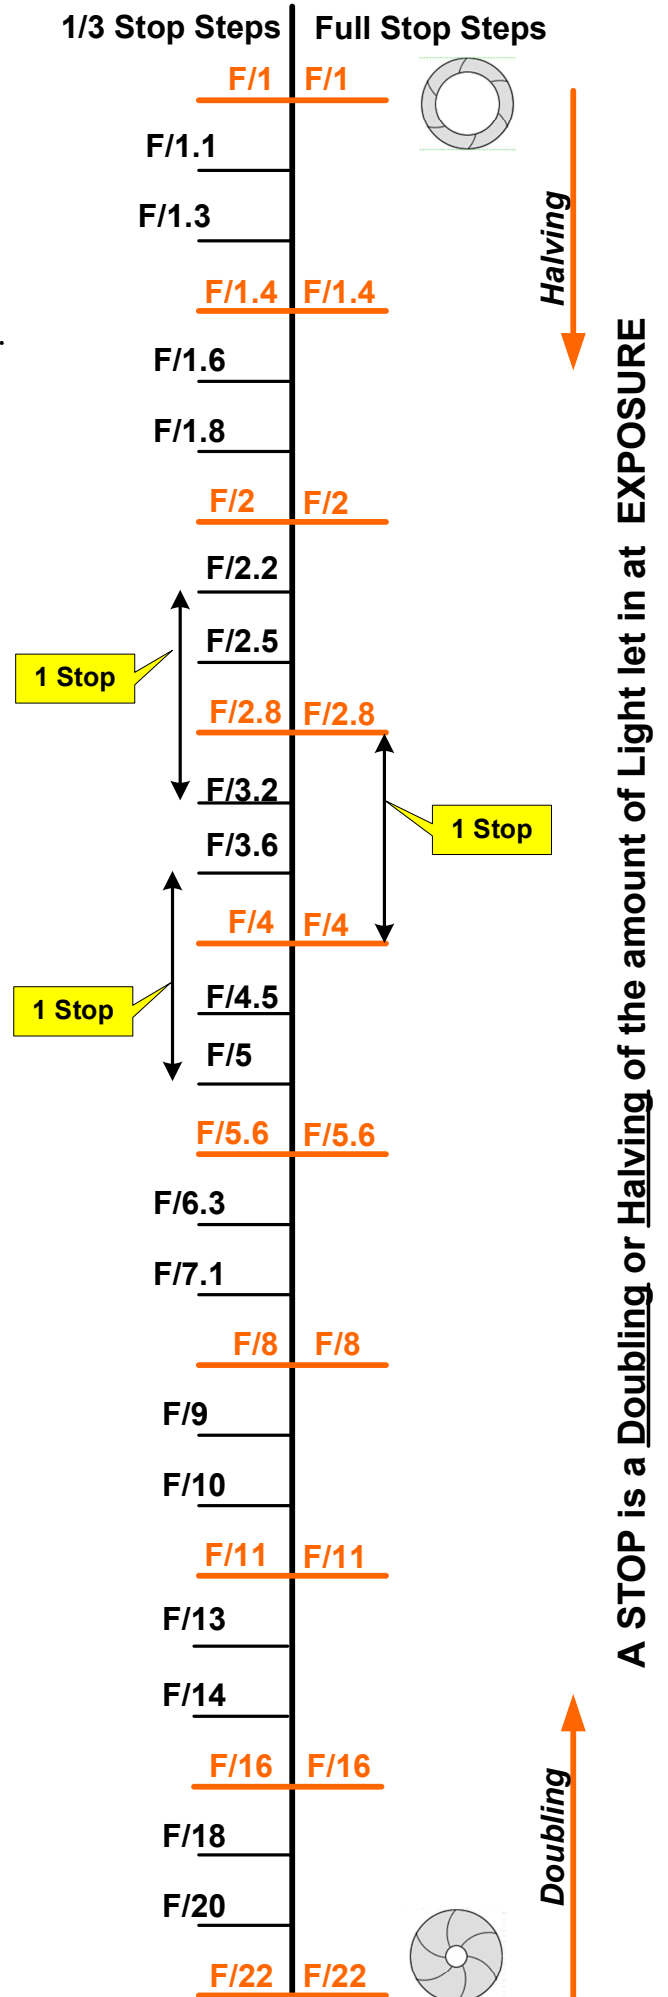 1/3 Stop Steps
Full Stop Steps
F/1 F/1
F/1.1
F/1.3
F/1.4 F/1.4
F/1.6
F/1.8
F/2 F/2
F/2.2
F/2.5
1 Stop
F/2.8 F/2.8
F/3.2
1 Stop
F/3.6
F/4 F/4
F/4.5
1 Stop
F/5
F/5.6 F/5.6
F/6.3
F/7.1
F/8 F/8
F/9
F/10
F/11 F/11
F/13
F/14
F/16 F/16
F/18
F/20
F/22 F/22
Halving
Doubling
A STOP is a Doubling or Halving of the amount of Light let in at EXPOSURE